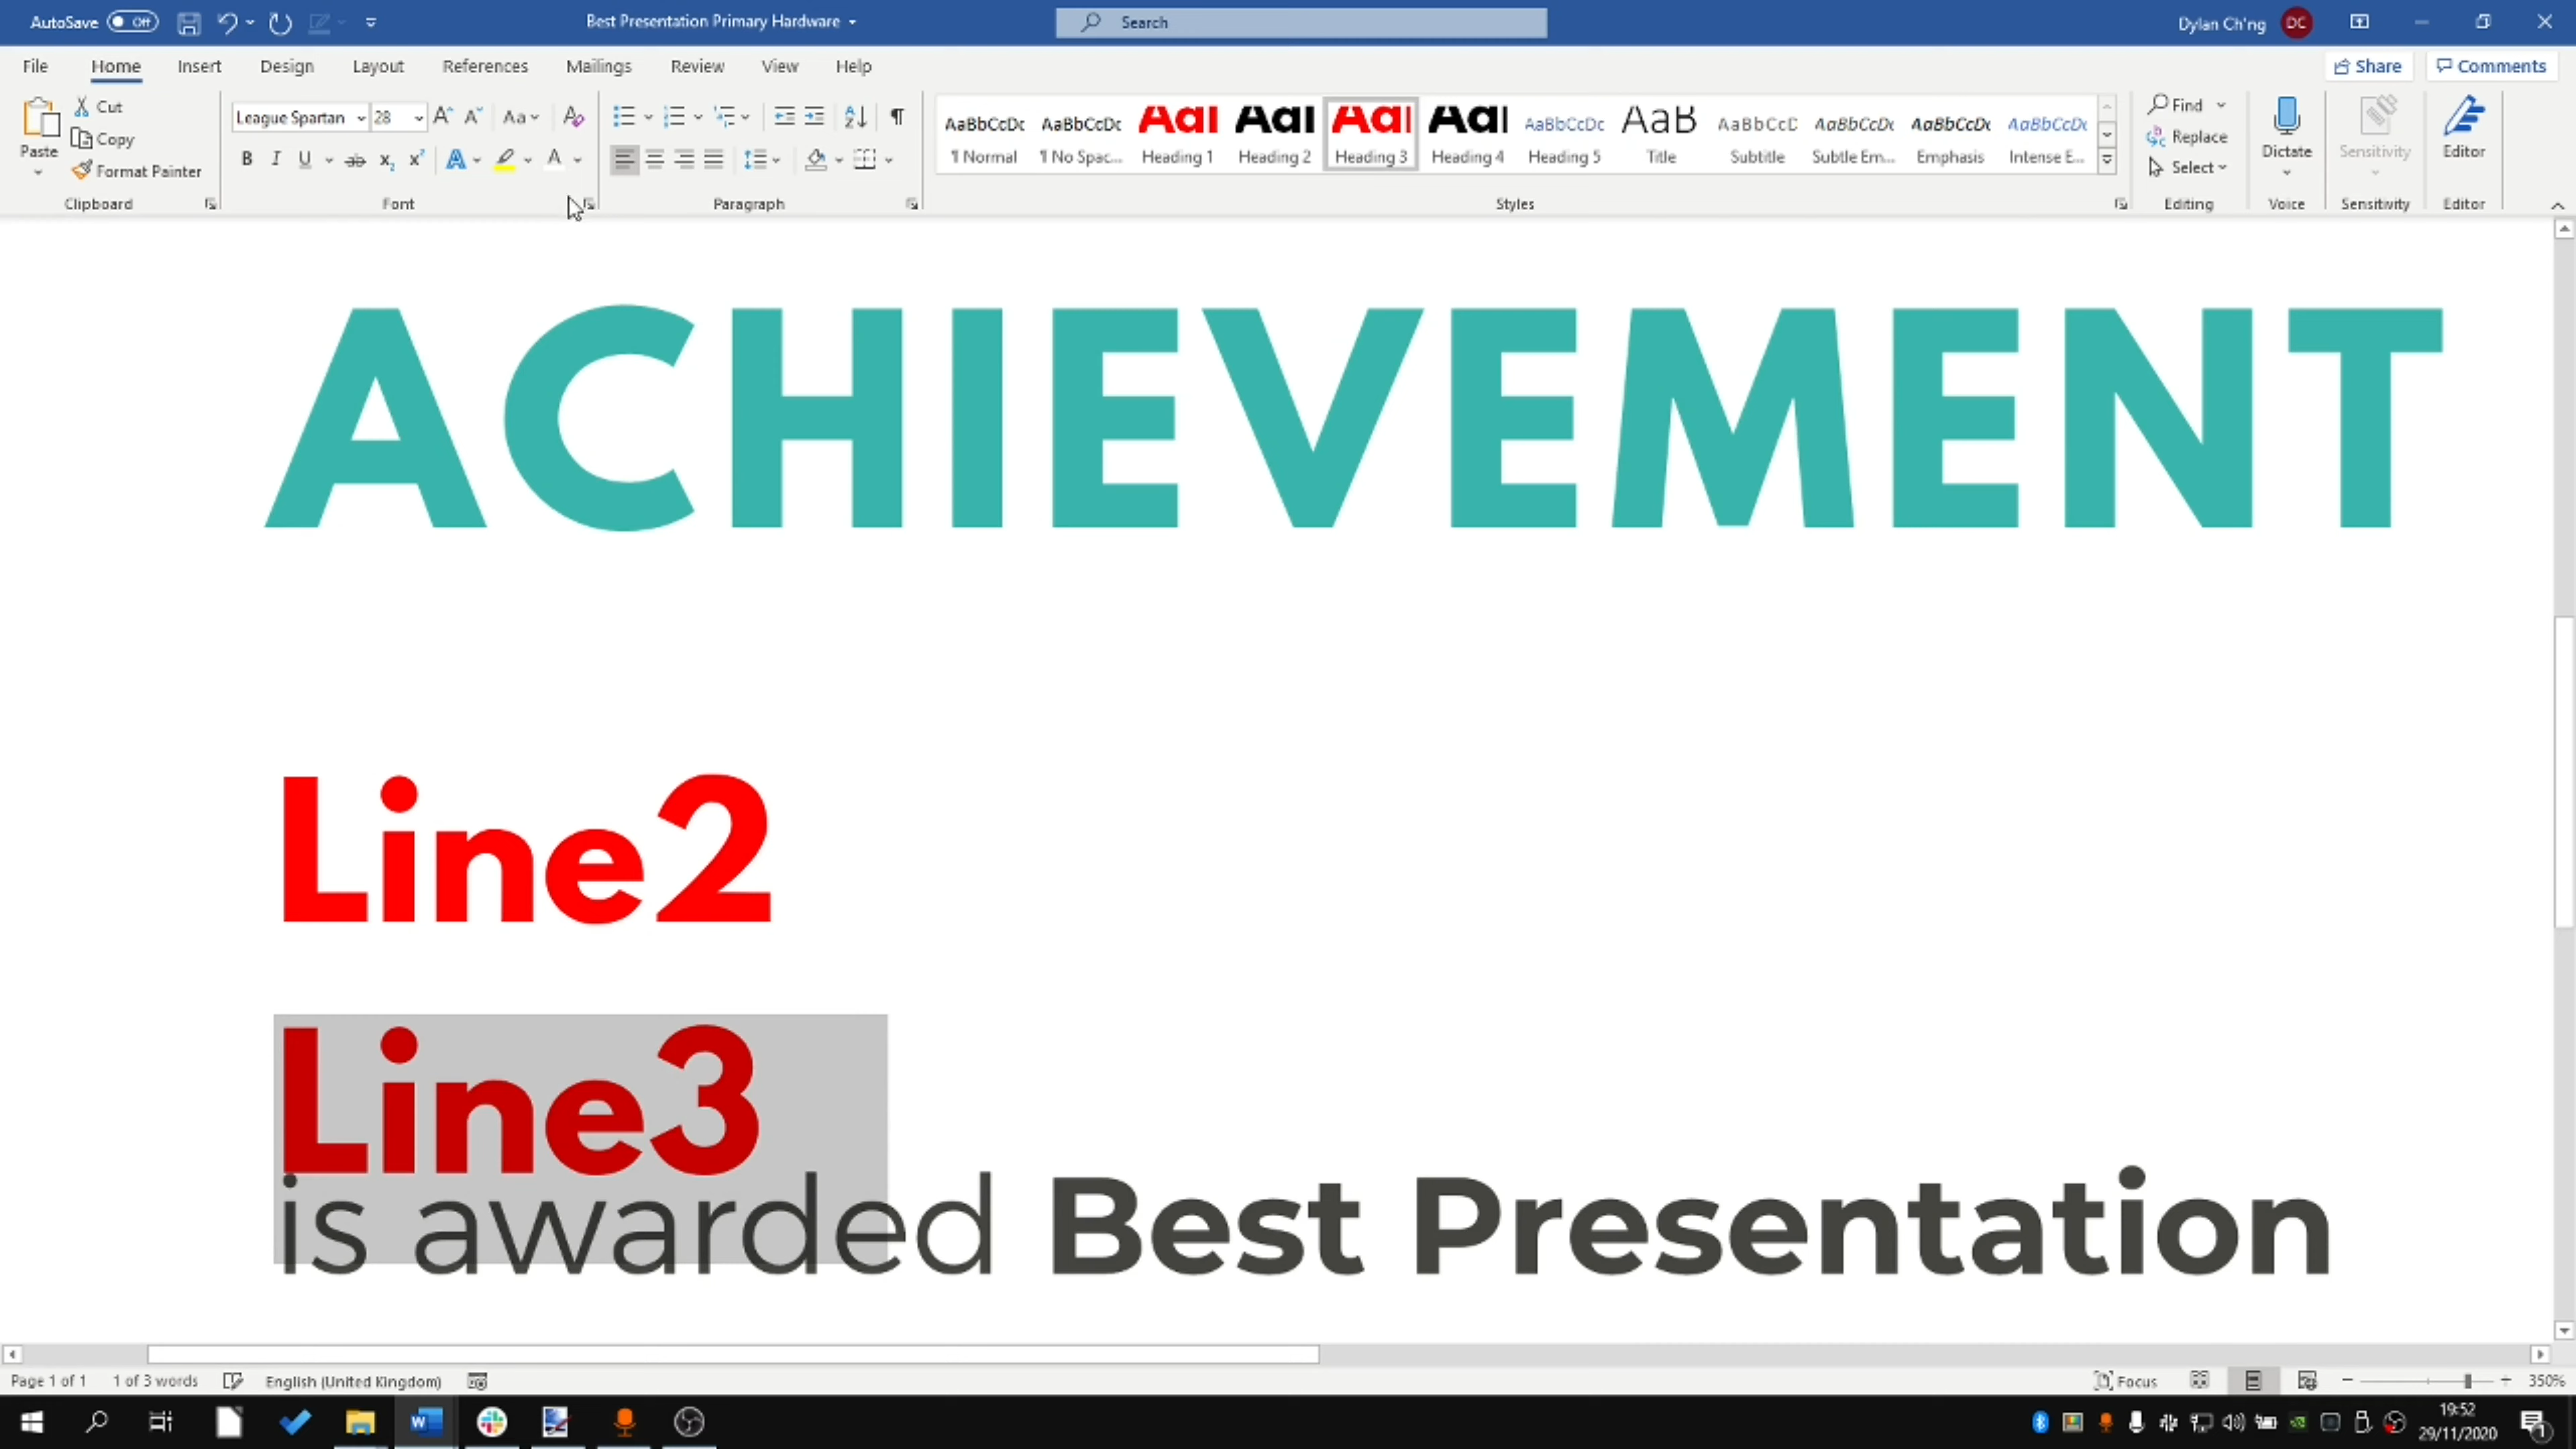 AutoSave Off Best Presentation Primary Hardware Search Dylan Ch'ng DC
File Home Insert Design Layout References Mailings Review View Help Share Comments
Paste Cut Copy Format Painter Clipboard
League Spartan 28 Aa Font
Paragraph
AaBbCcDc ¶ Normal
AaBbCcDc ¶ No Spac...
AaI Heading 1
AaI Heading 2
AaI Heading 3
AaI Heading 4
AaBbCcDc Heading 5
AaB Title
AaBbCcC Subtitle
AaBbCcDc Subtle Em...
AaBbCcDc Emphasis
AaBbCcDc Intense E...
Styles
Find
Replace
Select
Editing
Dictate Voice
Sensitivity Sensitivity
Editor Editor
ACHIEVEMENT
Line2
Line3
is awarded Best Presentation
Page 1 of 1 1 of 3 words English (United Kingdom) Focus 350%
19:52
29/11/2020